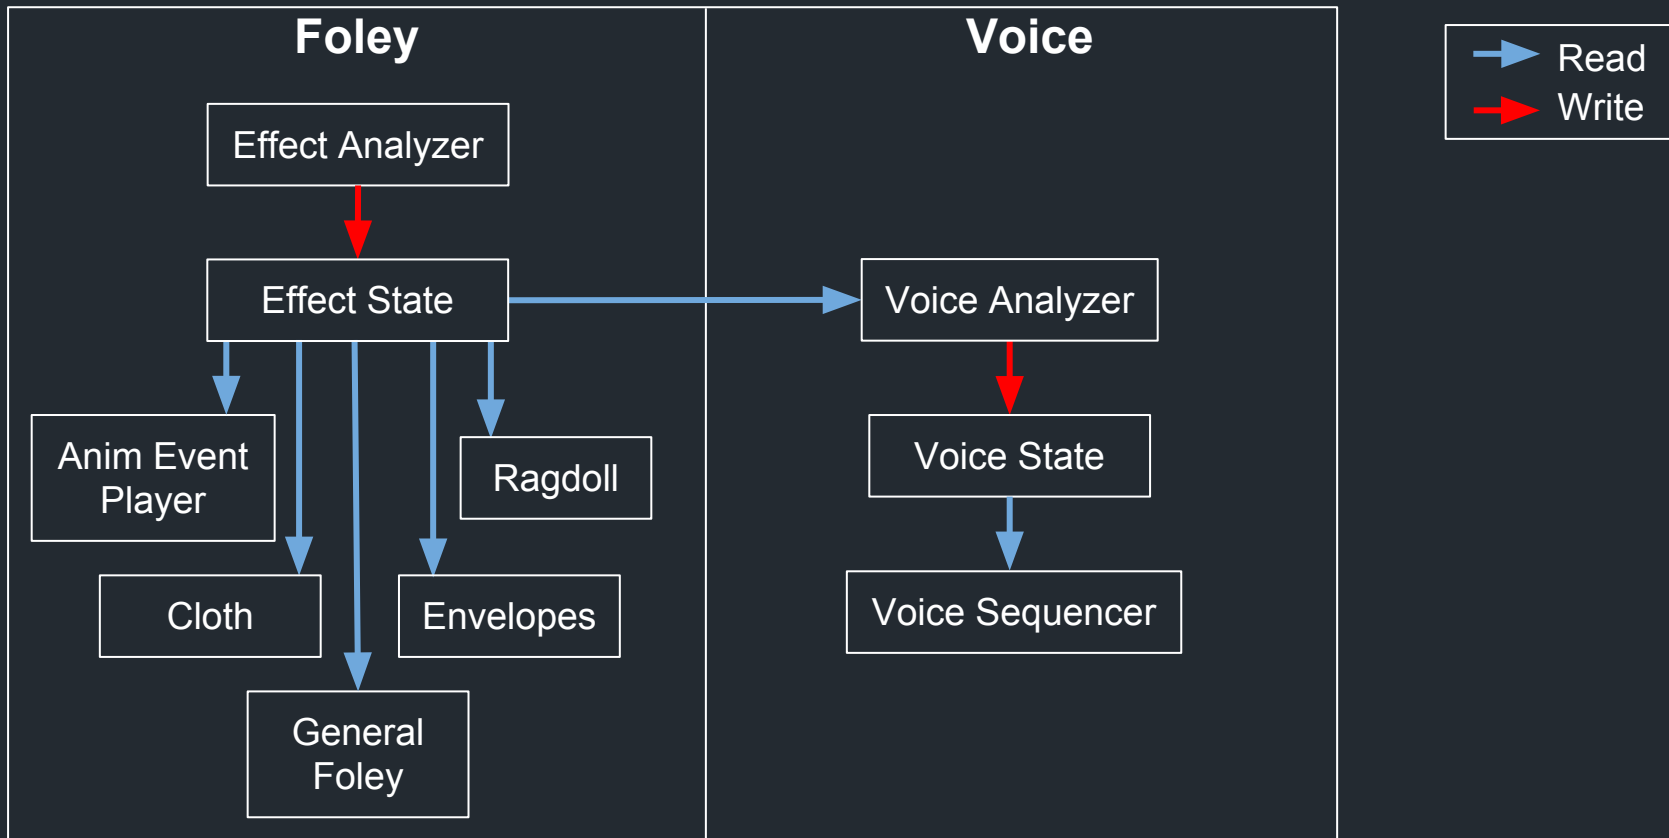 Foley
Voice
Read
Write
Effect Analyzer
Effect State
Voice Analyzer
Anim Event
Player
Ragdoll
Voice State
Cloth
Envelopes
Voice Sequencer
General
Foley